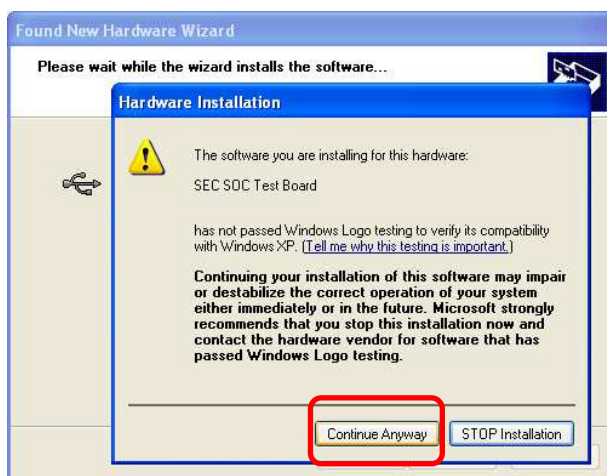 Found New Hardware Wizard
Please wait while the wizard installs the software...
Hardware Installation
The software you are installing for this hardware:
SEC SOC Test Board
has not passed Windows Logo testing to verify its compatibility
with Windows XP. (Tell me why this testing is important.)
Continuing your installation of this software may impair
or destabilize the correct operation of your system
either immediately or in the future. Microsoft strongly
recommends that you stop this installation now and
contact the hardware vendor for software that has
passed Windows Logo testing.
Continue Anyway STOP Installation